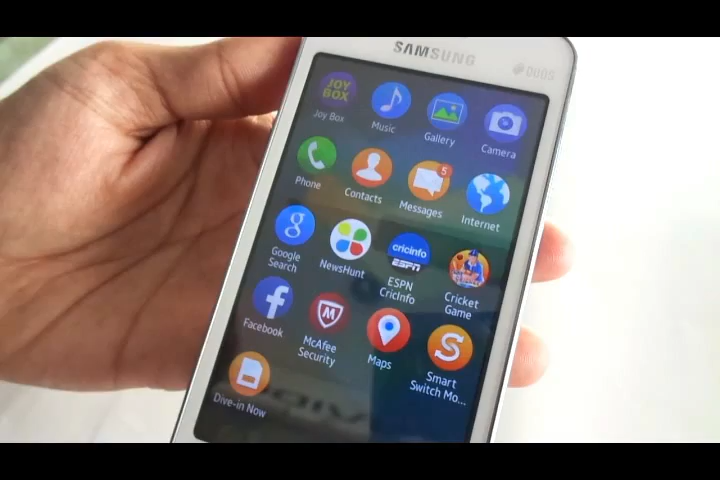 SAMSUNG
DUOS
JOY
BOX
Joy Box
Music
Gallery
Camera
Phone
Contacts
5
Messages
Internet
g
Google
Search
NewsHunt
cricinfo
ESPN
ESPN
CricInfo
Cricket
Game
f
Facebook
M
McAfee
Security
Maps
S
Smart
Switch Mo...
Dive-in Now